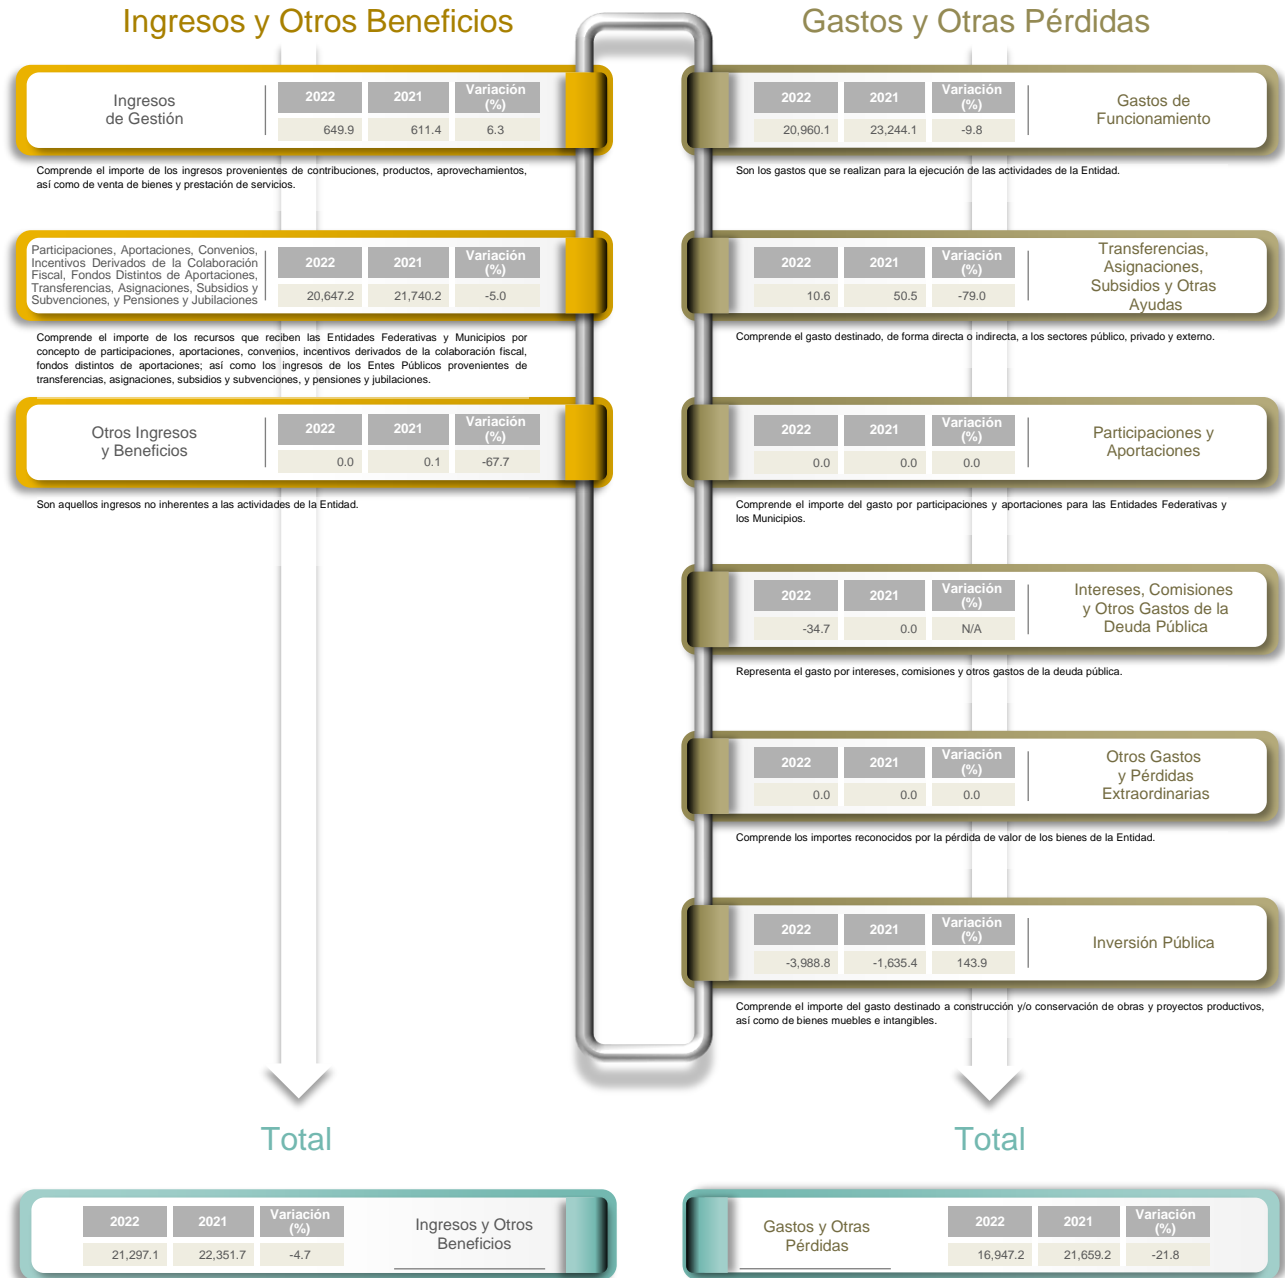 Ingresos y Otros Beneficios
Ingresos
de Gestión
2022 2021 Variación
(%)
649.9 611.4 6.3
Comprende el importe de los ingresos provenientes de contribuciones, productos, aprovechamientos,
así como de venta de bienes y prestación de servicios.
Participaciones, Aportaciones, Convenios,
Incentivos Derivados de la Colaboración
Fiscal, Fondos Distintos de Aportaciones,
Transferencias, Asignaciones, Subsidios y
Subvenciones, y Pensiones y Jubilaciones
2022 2021 Variación
(%)
20,647.2 21,740.2 -5.0
Comprende el importe de los recursos que reciben las Entidades Federativas y Municipios por
concepto de participaciones, aportaciones, convenios, incentivos derivados de la colaboración fiscal,
fondos distintos de aportaciones; así como los ingresos de los Entes Públicos provenientes de
transferencias, asignaciones, subsidios y subvenciones, y pensiones y jubilaciones.
Otros Ingresos
y Beneficios
2022 2021 Variación
(%)
0.0 0.1 -67.7
Son aquellos ingresos no inherentes a las actividades de la Entidad.
Total
2022 2021 Variación
(%)
21,297.1 22,351.7 -4.7
Ingresos y Otros
Beneficios
Gastos y Otras Pérdidas
2022 2021 Variación
(%)
20,960.1 23,244.1 -9.8
Gastos de
Funcionamiento
Son los gastos que se realizan para la ejecución de las actividades de la Entidad.
2022 2021 Variación
(%)
10.6 50.5 -79.0
Transferencias,
Asignaciones,
Subsidios y Otras
Ayudas
Comprende el gasto destinado, de forma directa o indirecta, a los sectores público, privado y externo.
2022 2021 Variación
(%)
0.0 0.0 0.0
Participaciones y
Aportaciones
Comprende el importe del gasto por participaciones y aportaciones para las Entidades Federativas y
los Municipios.
2022 2021 Variación
(%)
-34.7 0.0 N/A
Intereses, Comisiones
y Otros Gastos de la
Deuda Pública
Representa el gasto por intereses, comisiones y otros gastos de la deuda pública.
2022 2021 Variación
(%)
0.0 0.0 0.0
Otros Gastos
y Pérdidas
Extraordinarias
Comprende los importes reconocidos por la pérdida de valor de los bienes de la Entidad.
2022 2021 Variación
(%)
-3,988.8 -1,635.4 143.9
Inversión Pública
Comprende el importe del gasto destinado a construcción y/o conservación de obras y proyectos productivos,
así como de bienes muebles e intangibles.
Total
Gastos y Otras
Pérdidas
2022 2021 Variación
(%)
16,947.2 21,659.2 -21.8